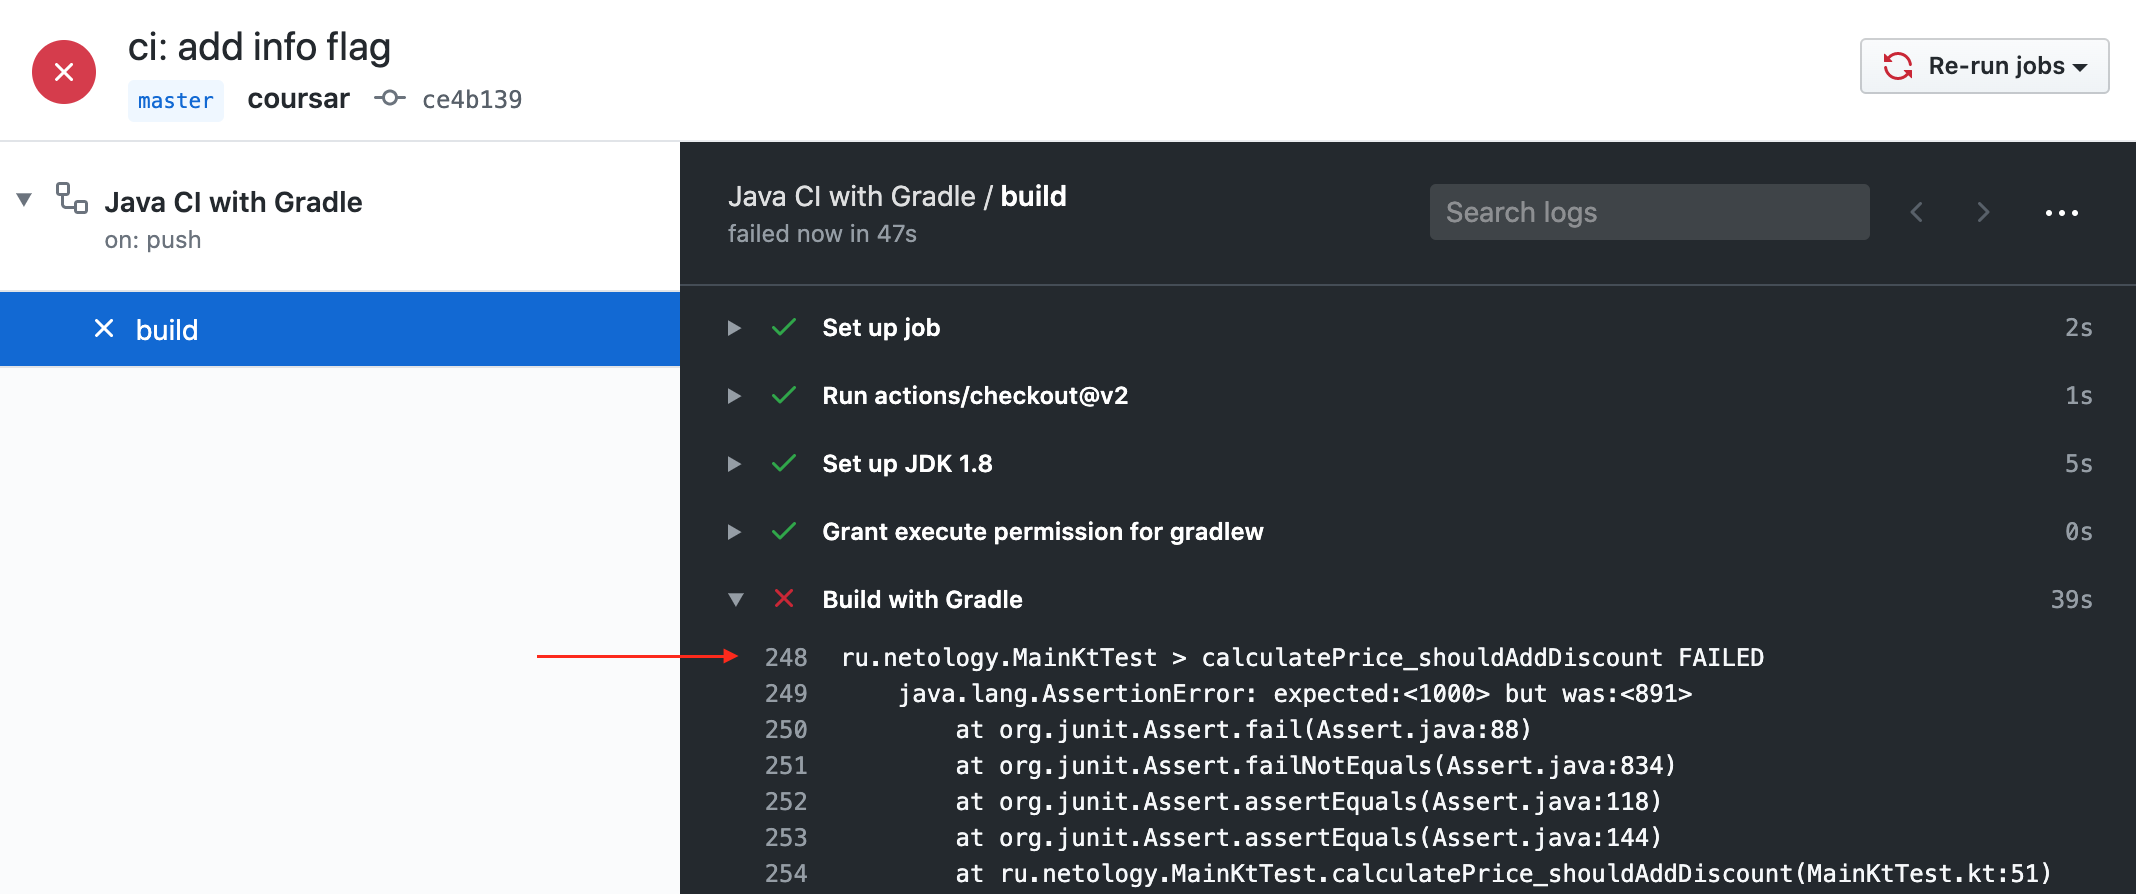 ci: add info flag
master coursar ce4b139
Re-run jobs
Java CI with Gradle
on: push
build
Java CI with Gradle / build
failed now in 47s
Search logs
Set up job 2s
Run actions/checkout@v2 1s
Set up JDK 1.8 5s
Grant execute permission for gradlew 0s
Build with Gradle 39s
248 ru.netology.MainKtTest > calculatePrice_shouldAddDiscount FAILED
249 java.lang.AssertionError: expected:<1000> but was:<891>
250 at org.junit.Assert.fail(Assert.java:88)
251 at org.junit.Assert.failNotEquals(Assert.java:834)
252 at org.junit.Assert.assertEquals(Assert.java:118)
253 at org.junit.Assert.assertEquals(Assert.java:144)
254 at ru.netology.MainKtTest.calculatePrice_shouldAddDiscount(MainKtTest.kt:51)